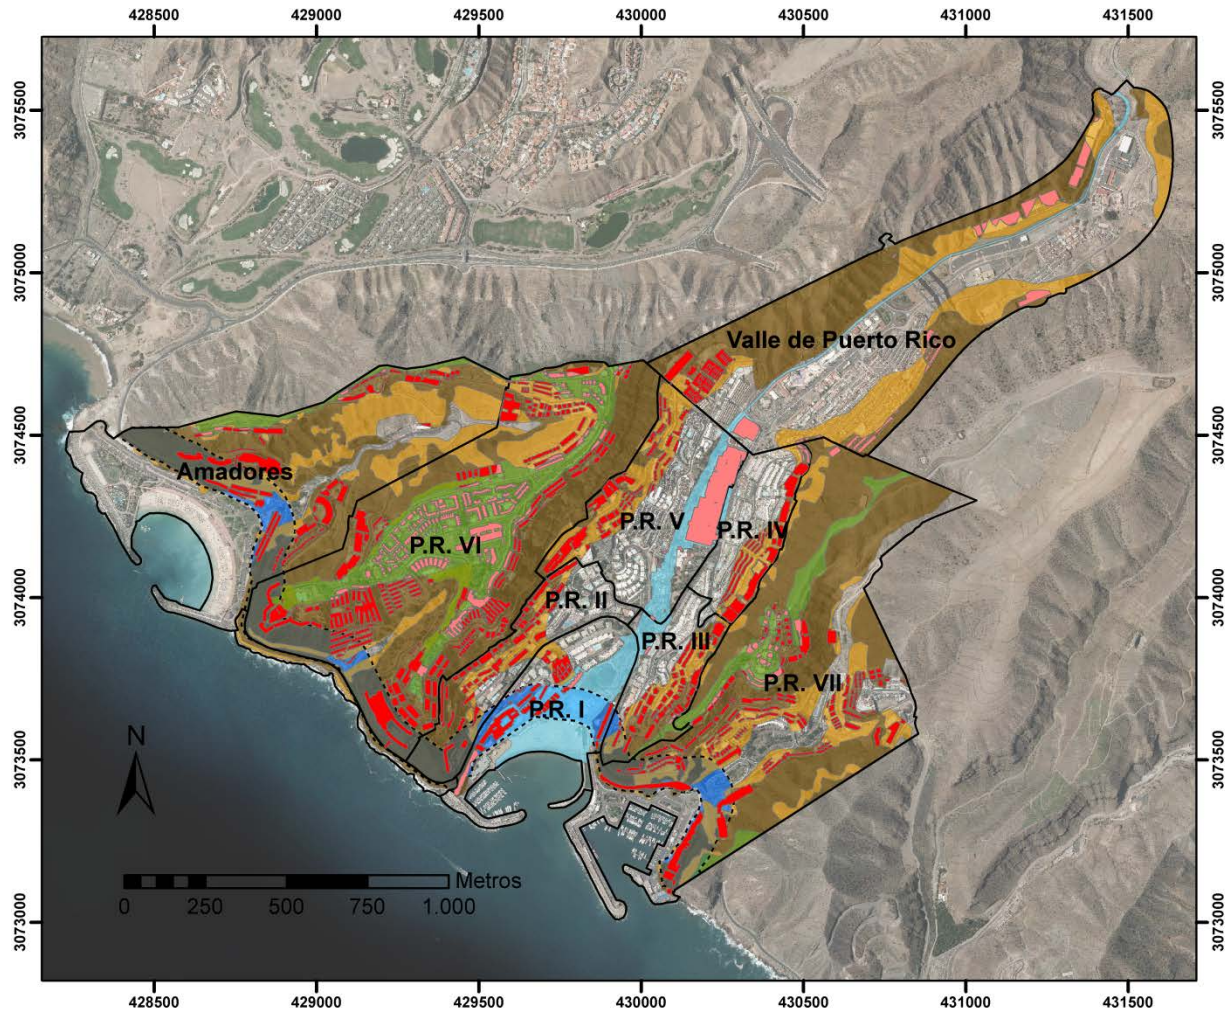 428500 429000 429500 430000 430500 431000 431500
3075500 3075500
3075000 3075000
Valle de Puerto Rico
3074500 3074500
Amadores
P.R. V P.R. IV
P.R. VI
3074000 3074000
P.R. II
P.R. III
P.R. VII
P.R. I
N
3073500 3073500
Metros
0 250 500 750 1.000
3073000 3073000
428500 429000 429500 430000 430500 431000 431500